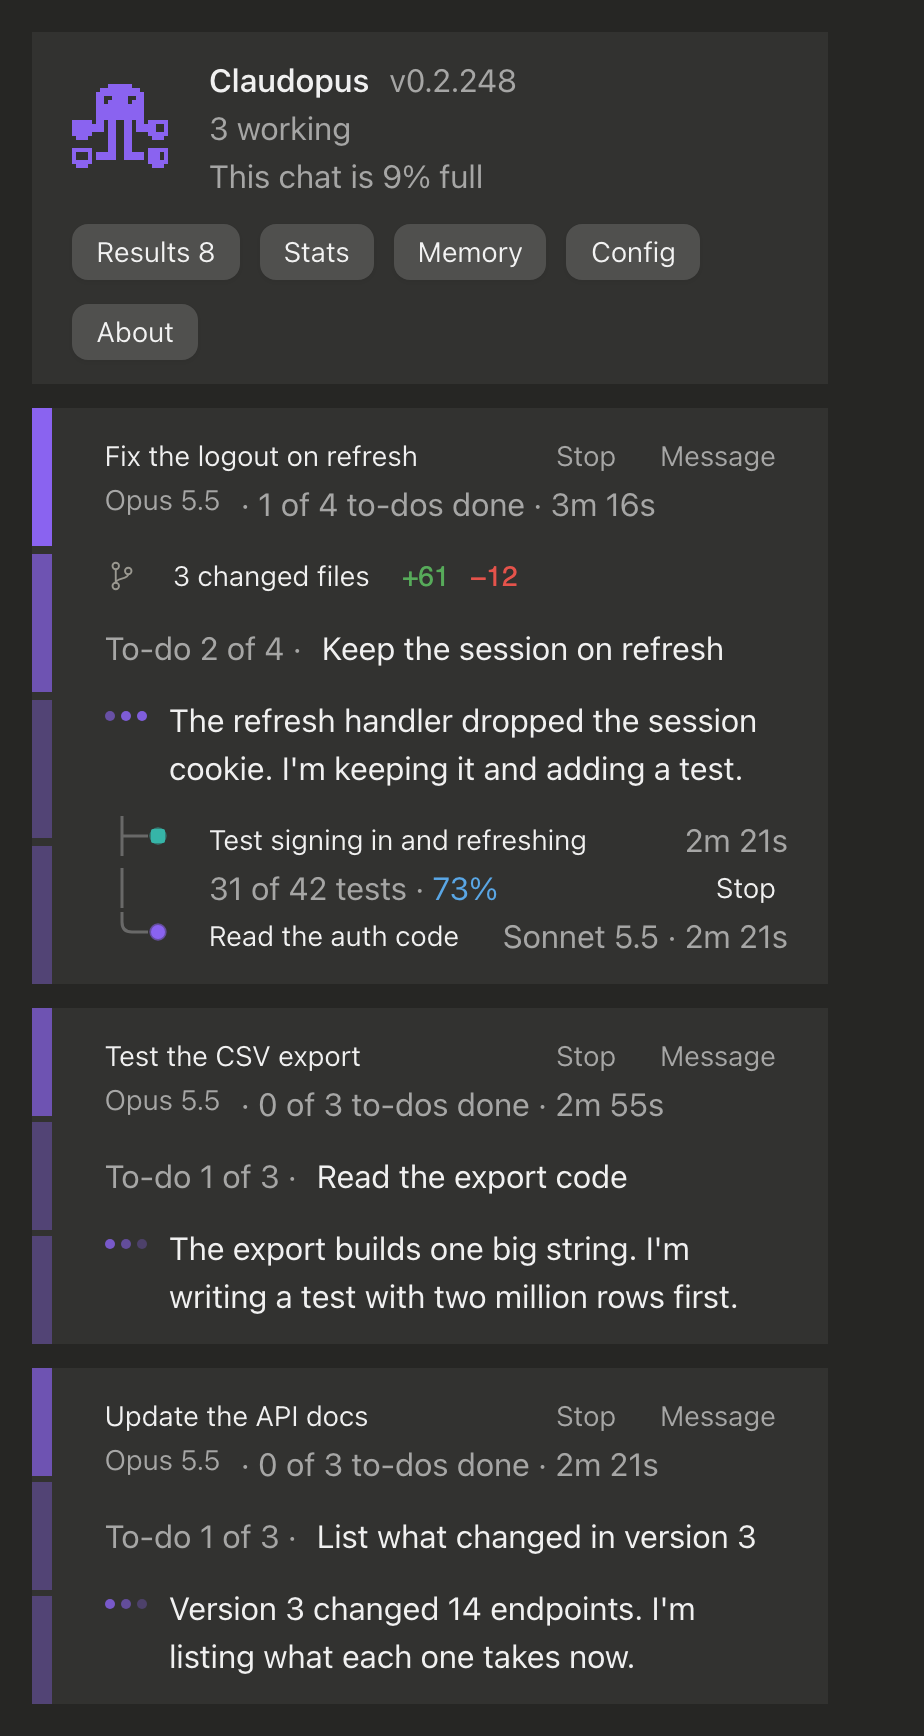 Claudopus v0.2.248
3 working
This chat is 9% full
Results 8 Stats Memory Config
About
Fix the logout on refresh Stop Message
Opus 5.5 · 1 of 4 to-dos done · 3m 16s
3 changed files +61 −12
To-do 2 of 4 · Keep the session on refresh
The refresh handler dropped the session
cookie. I'm keeping it and adding a test.
Test signing in and refreshing 2m 21s
31 of 42 tests · 73% Stop
Read the auth code Sonnet 5.5 · 2m 21s
Test the CSV export Stop Message
Opus 5.5 · 0 of 3 to-dos done · 2m 55s
To-do 1 of 3 · Read the export code
The export builds one big string. I'm
writing a test with two million rows first.
Update the API docs Stop Message
Opus 5.5 · 0 of 3 to-dos done · 2m 21s
To-do 1 of 3 · List what changed in version 3
Version 3 changed 14 endpoints. I'm
listing what each one takes now.